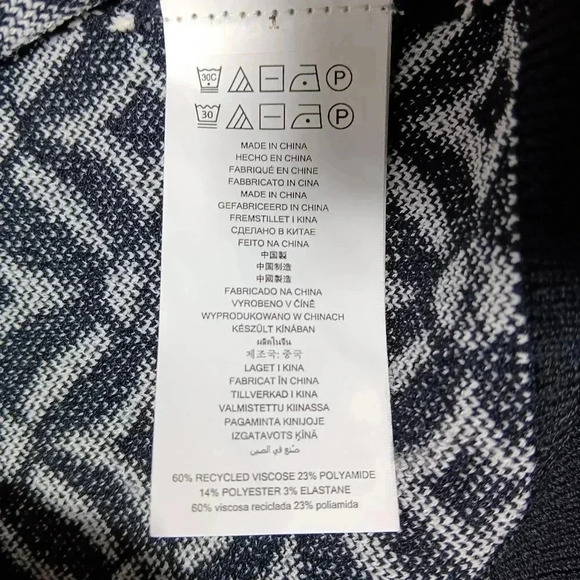 30C P
30 P
MADE IN CHINA
HECHO EN CHINA
FABRIQUÉ EN CHINE
FABBRICATO IN CINA
MADE IN CHINA
GEFABRICEERD IN CHINA
FREMSTILLET I KINA
СДЕЛАНО В КИТАЕ
FEITO NA CHINA
中国製
中国制造
中國製造
FABRICADO NA CHINA
VYROBENO V ČÍNĚ
WYPRODUKOWANO W CHINACH
KÉSZÜLT KÍNÁBAN
ผลิตในจีน
제조국: 중국
LAGET I KINA
FABRICAT ÎN CHINA
TILLVERKAD I KINA
VALMISTETTU KIINASSA
PAGAMINTA KINIJOJE
IZGATAVOTS ĶĪNĀ
صنع في الصين
60% RECYCLED VISCOSE 23% POLYAMIDE
14% POLYESTER 3% ELASTANE
60% viscosa reciclada 23% poliamida